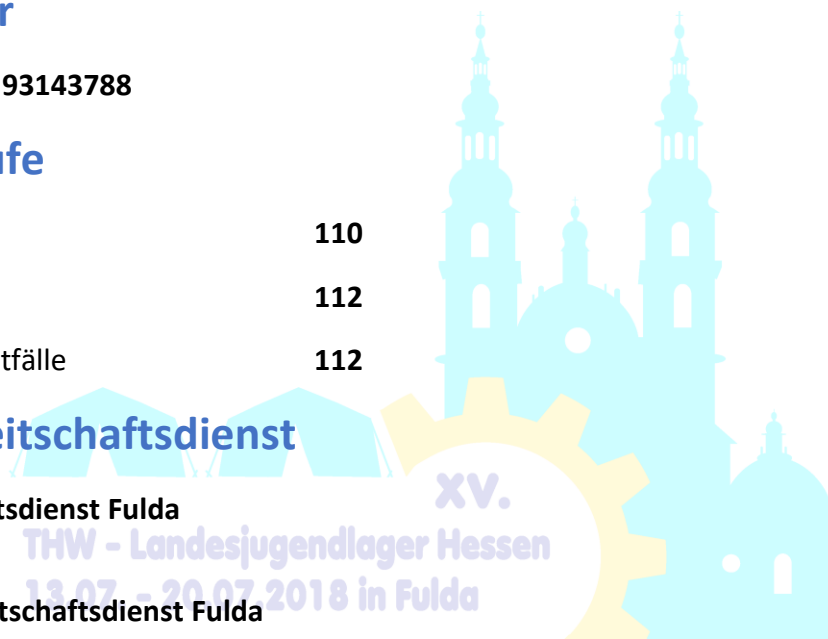 r
93143788
ufe
110
112
tfälle 112
eitschaftsdienst
XV.
tsdienst Fulda
THW - Landesjugendlager Hessen
13.07. - 20.07.2018 in Fulda
tschaftsdienst Fulda